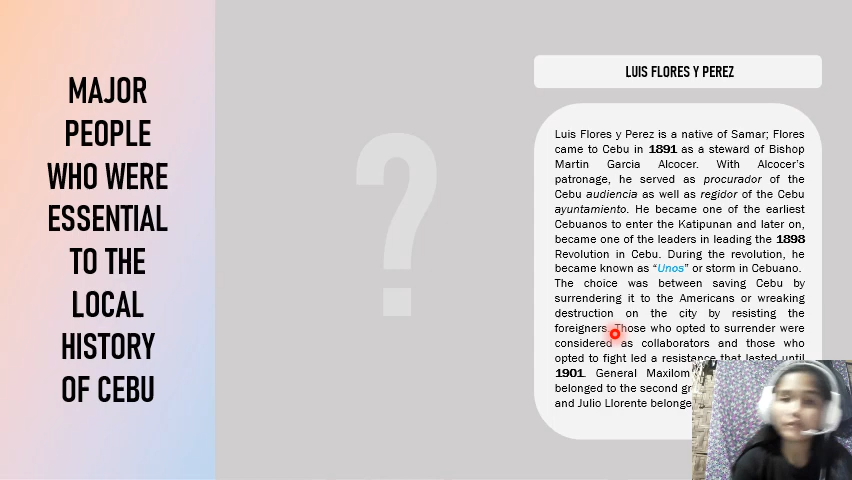 MAJOR
PEOPLE
WHO WERE
ESSENTIAL
TO THE
LOCAL
HISTORY
OF CEBU
?
LUIS FLORES Y PEREZ
Luis Flores y Perez is a native of Samar; Flores
came to Cebu in 1891 as a steward of Bishop
Martin Garcia Alcocer. With Alcocer's
patronage, he served as procurador of the
Cebu audiencia as well as regidor of the Cebu
ayuntamiento. He became one of the earliest
Cebuanos to enter the Katipunan and later on,
became one of the leaders in leading the 1898
Revolution in Cebu. During the revolution, he
became known as "Unos" or storm in Cebuano.
The choice was between saving Cebu by
surrendering it to the Americans or wreaking
destruction on the city by resisting the
foreigners. Those who opted to surrender were
considered as collaborators and those who
opted to fight led a resistance that lasted until
1901. General Maxilom
belonged to the second
and Julio Llorente